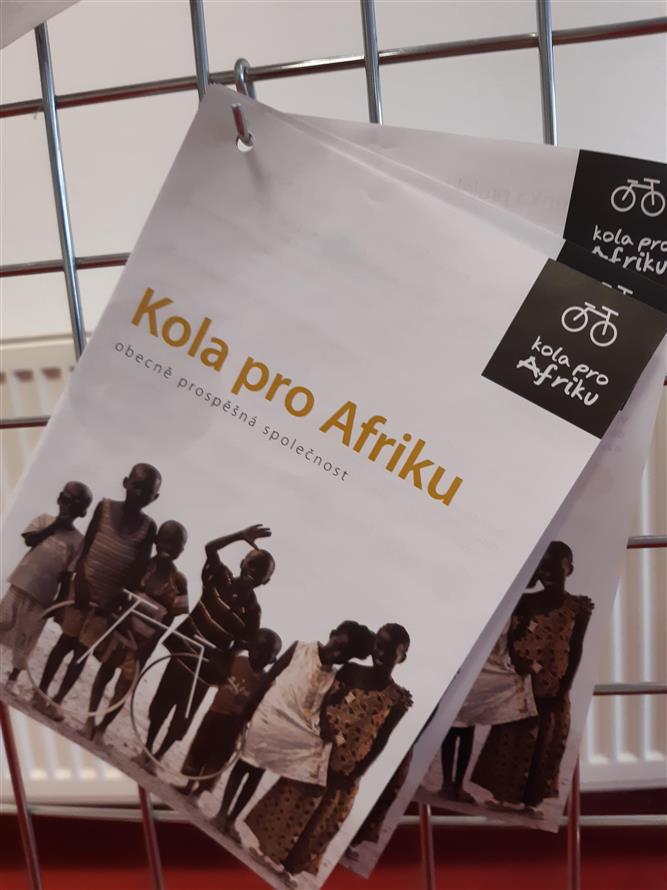 Kola pro Afriku
obecně prospěšná společnost
kola pro
Afriku
kola pro
Afriku